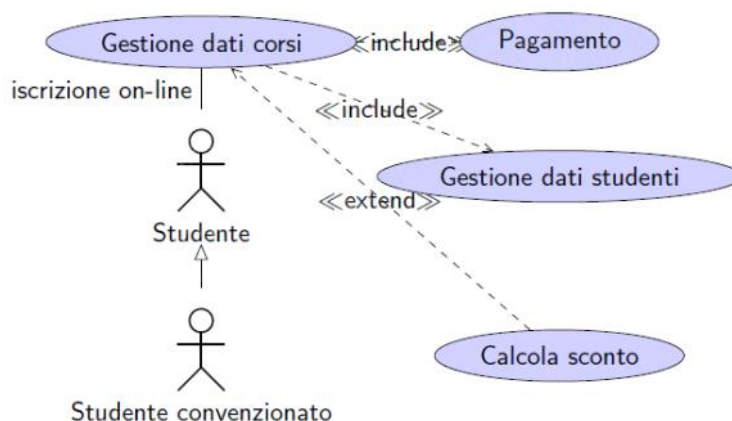 Gestione dati corsi
≪include≫
Pagamento
iscrizione on-line
≪include≫
Gestione dati studenti
≪extend≫
Studente
Calcola sconto
Studente convenzionato